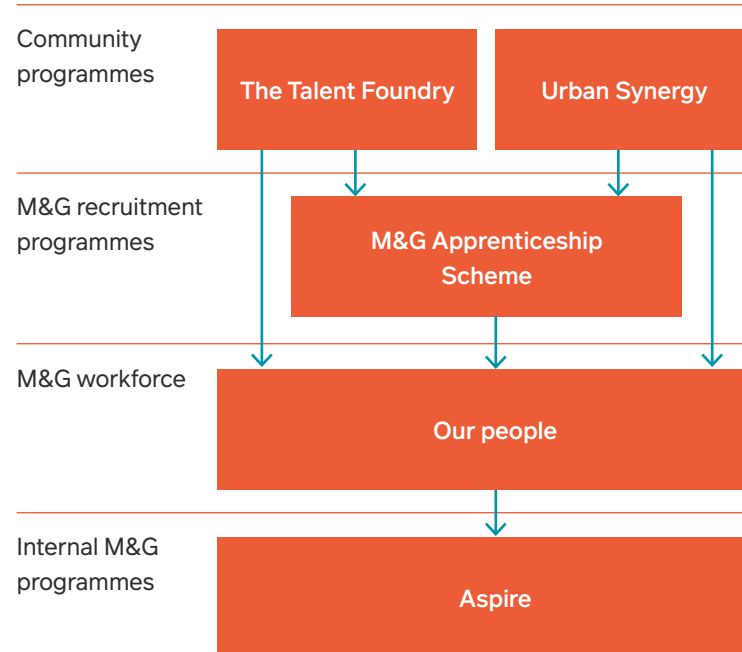 Community
programmes
The Talent Foundry
Urban Synergy
M&G recruitment
programmes
M&G Apprenticeship
Scheme
M&G workforce
Our people
Internal M&G
programmes
Aspire